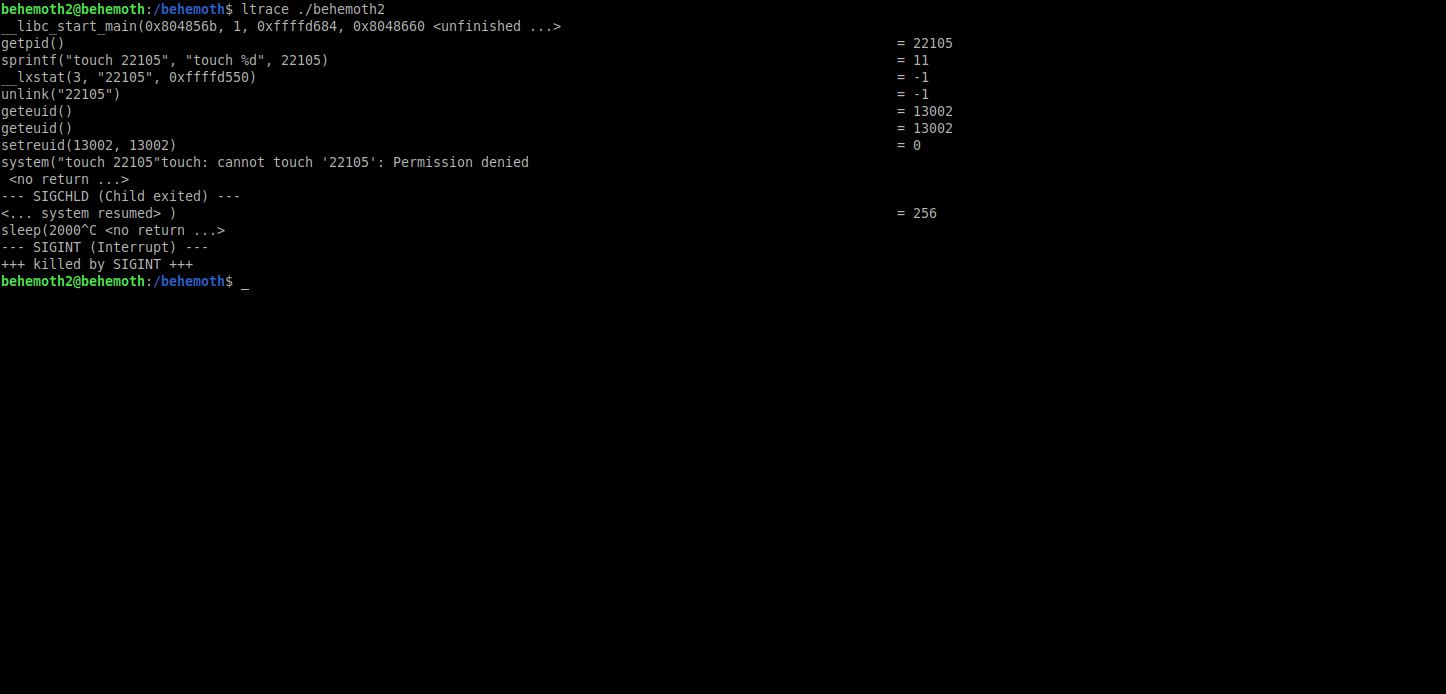 behemoth2@behemoth:/behemoth$ ltrace ./behemoth2
__libc_start_main(0x804856b, 1, 0xffffd684, 0x8048660 <unfinished ...>
getpid() = 22105
sprintf("touch 22105", "touch %d", 22105) = 11
__lxstat(3, "22105", 0xffffd550) = -1
unlink("22105") = -1
geteuid() = 13002
geteuid() = 13002
setreuid(13002, 13002) = 0
system("touch 22105"touch: cannot touch '22105': Permission denied
 <no return ...>
--- SIGCHLD (Child exited) ---
<... system resumed> ) = 256
sleep(2000^C <no return ...>
--- SIGINT (Interrupt) ---
+++ killed by SIGINT +++
behemoth2@behemoth:/behemoth$ _